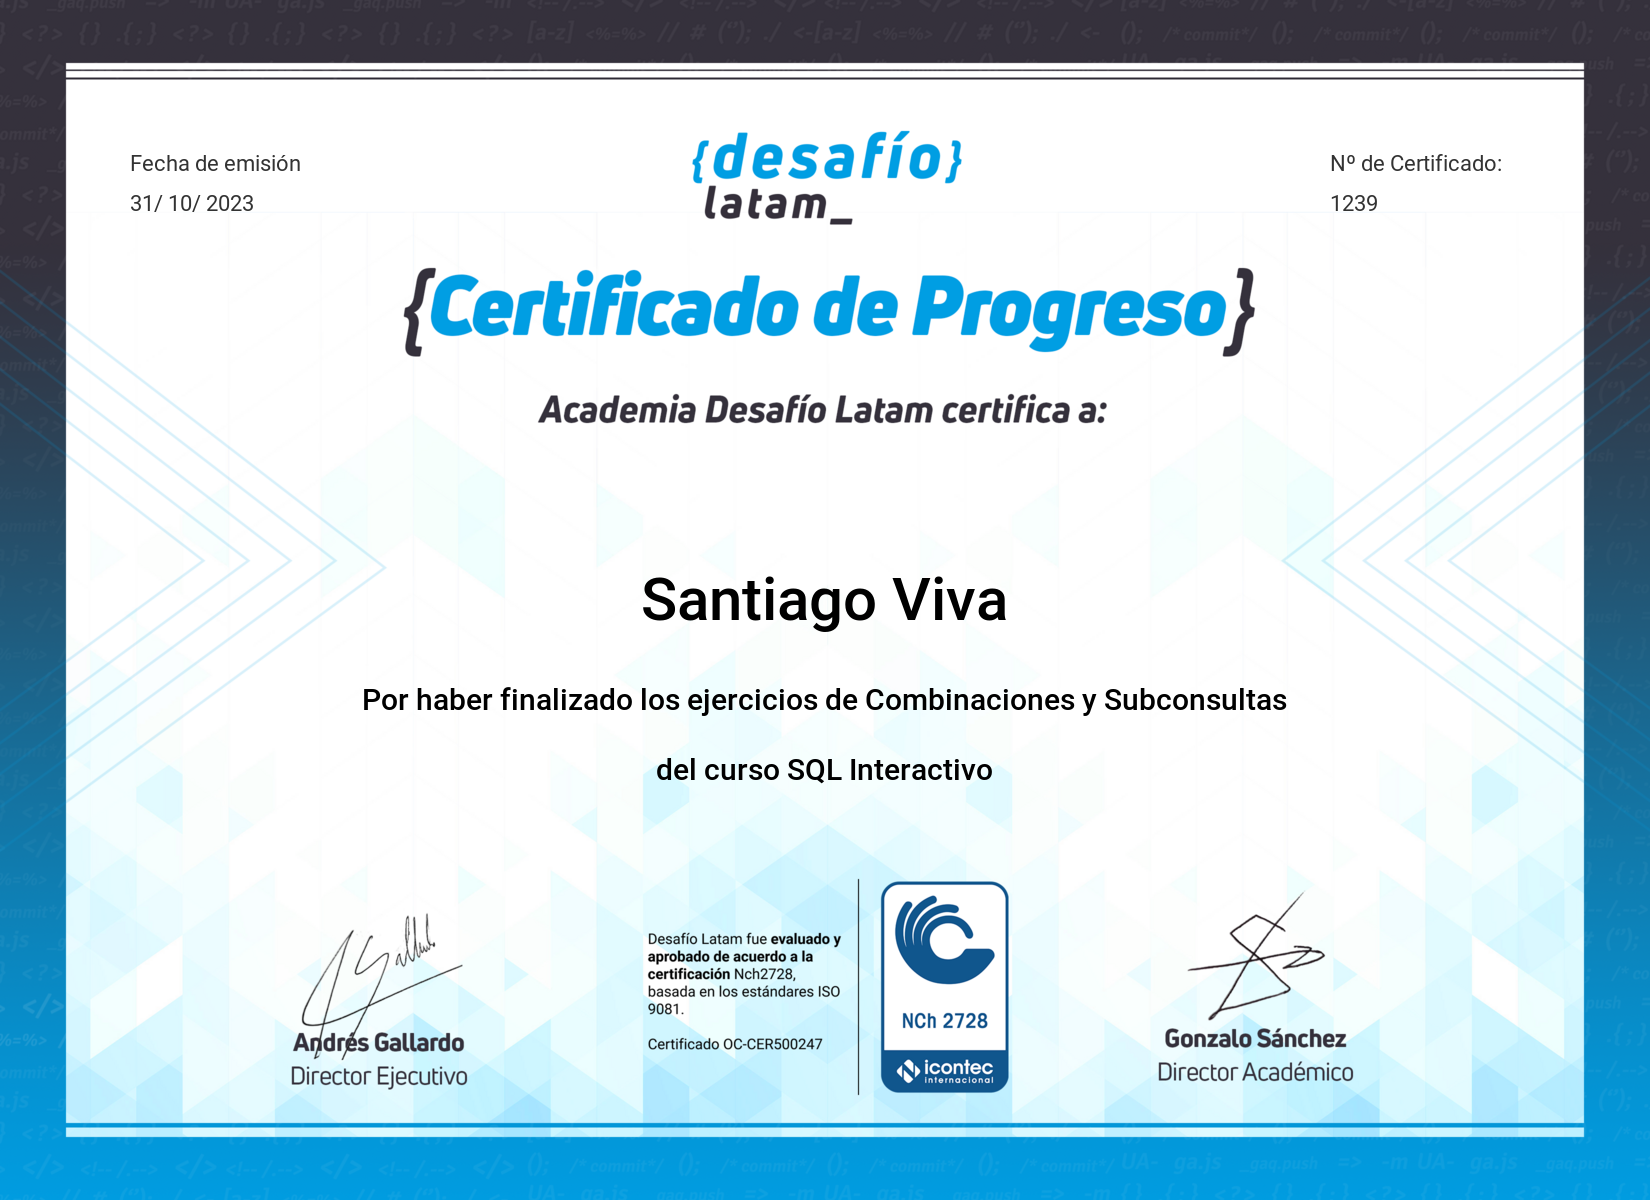 Fecha de emisión
31/ 10/ 2023
{desafío}
latam_
Nº de Certificado:
1239
{Certificado de Progreso}
Academia Desafío Latam certifica a:
Santiago Viva
Por haber finalizado los ejercicios de Combinaciones y Subconsultas
del curso SQL Interactivo
Andrés Gallardo
Director Ejecutivo
Desafío Latam fue evaluado y
aprobado de acuerdo a la
certificación Nch2728,
basada en los estándares ISO
9081.
Certificado OC-CER500247
NCh 2728
icontec
internacional
Gonzalo Sánchez
Director Académico